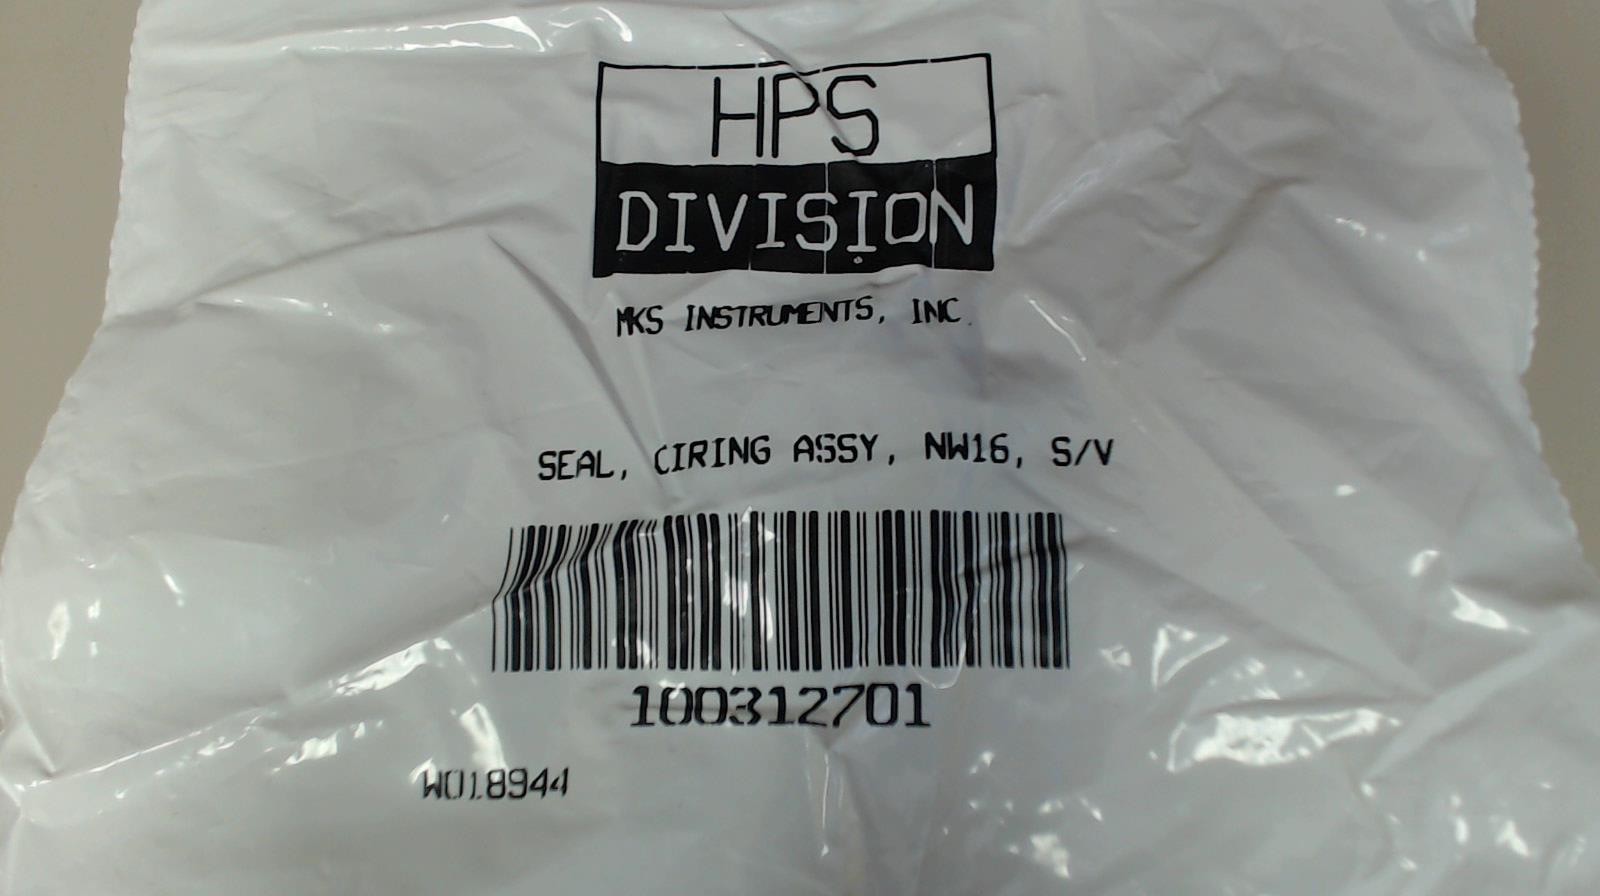 HPS
DIVISION
MKS INSTRUMENTS, INC.
SEAL, CIRING ASSY, NW16, S/V
100312701
W018944